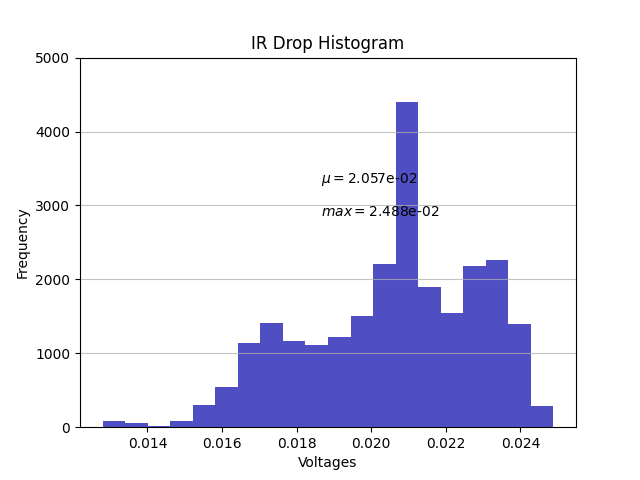 IR Drop Histogram
5000
4000
3000
2000
1000
0
Frequency
μ = 2.057e-02
max = 2.488e-02
0.014 0.016 0.018 0.020 0.022 0.024
Voltages